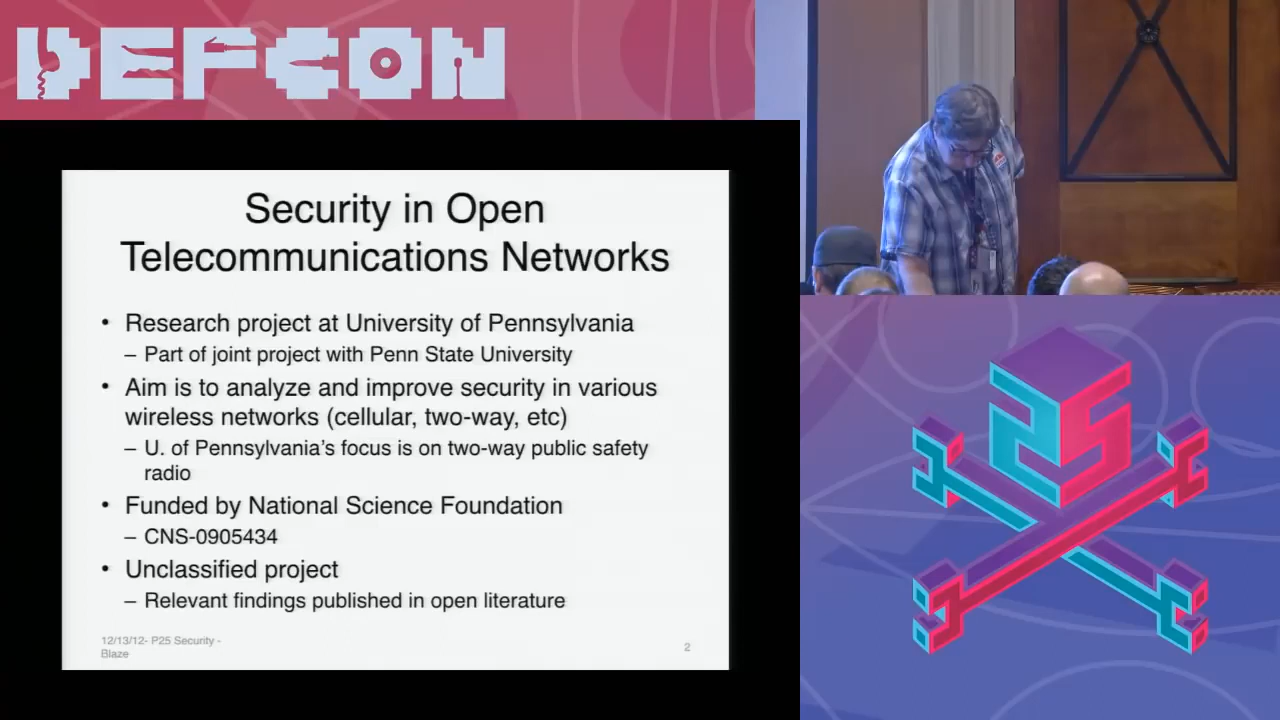 DEFCON
Security in Open
Telecommunications Networks
• Research project at University of Pennsylvania
– Part of joint project with Penn State University
• Aim is to analyze and improve security in various
wireless networks (cellular, two-way, etc)
– U. of Pennsylvania's focus is on two-way public safety
radio
• Funded by National Science Foundation
– CNS-0905434
• Unclassified project
– Relevant findings published in open literature
12/13/12- P25 Security -
Blaze
2
25